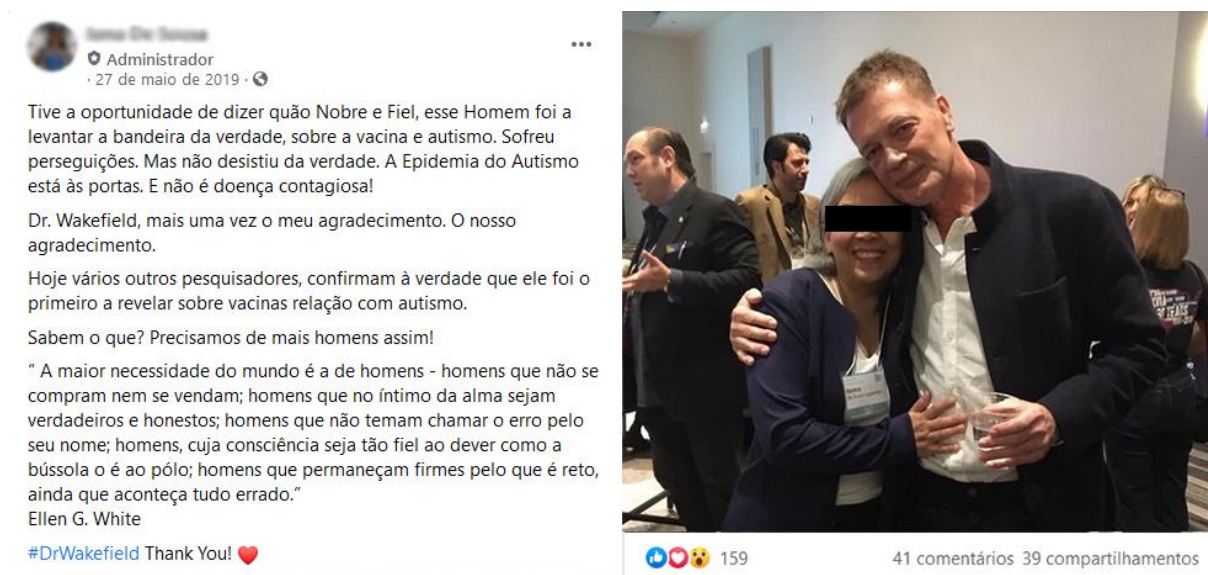 Administrador
· 27 de maio de 2019 ·
Tive a oportunidade de dizer quão Nobre e Fiel, esse Homem foi a
levantar a bandeira da verdade, sobre a vacina e autismo. Sofreu
perseguições. Mas não desistiu da verdade. A Epidemia do Autismo
está às portas. E não é doença contagiosa!
Dr. Wakefield, mais uma vez o meu agradecimento. O nosso
agradecimento.
Hoje vários outros pesquisadores, confirmam à verdade que ele foi o
primeiro a revelar sobre vacinas relação com autismo.
Sabem o que? Precisamos de mais homens assim!
" A maior necessidade do mundo é a de homens - homens que não se
compram nem se vendam; homens que no íntimo da alma sejam
verdadeiros e honestos; homens que não temam chamar o erro pelo
seu nome; homens, cuja consciência seja tão fiel ao dever como a
bússola o é ao pólo; homens que permaneçam firmes pelo que é reto,
ainda que aconteça tudo errado."
Ellen G. White
#DrWakefield Thank You!
159
41 comentários 39 compartilhamentos